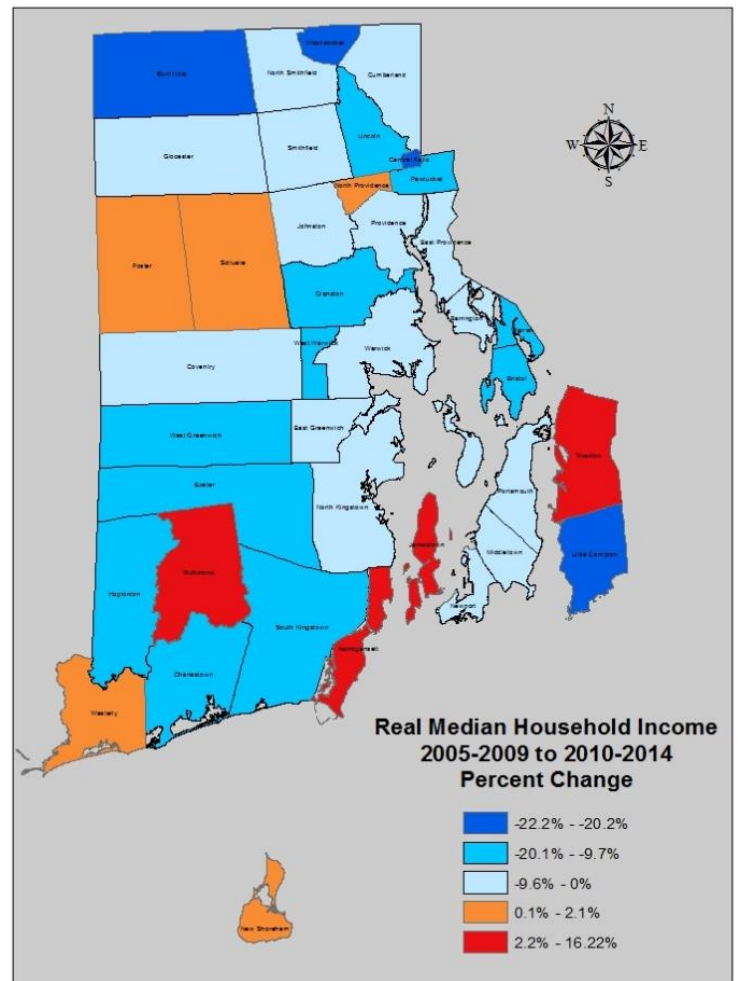 Woonsocket
Burrillville
North Smithfield
Cumberland
N
W E
S
Lincoln
Glocester
Smithfield
Central Falls
Pawtucket
North Providence
Providence
Johnston
East Providence
Foster
Scituate
Cranston
Barrington
West Warwick
Warwick
Coventry
Bristol
East Greenwich
West Greenwich
Tiverton
Exeter
Portsmouth
North Kingstown
Jamestown
Middletown
Little Compton
Richmond
Hopkinton
Newport
South Kingstown
Narragansett
Charlestown
Westerly
Real Median Household Income
2005-2009 to 2010-2014
Percent Change
-22.2% - -20.2%
-20.1% - -9.7%
-9.6% - 0%
0.1% - 2.1%
2.2% - 16.22%
New Shoreham